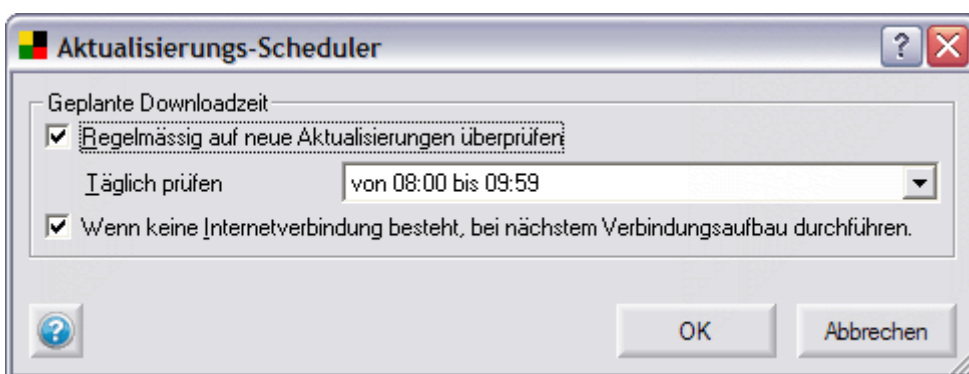 Aktualisierungs-Scheduler
Geplante Downloadzeit
Regelmässig auf neue Aktualisierungen überprüfen
Täglich prüfen
von 08:00 bis 09:59
Wenn keine Internetverbindung besteht, bei nächstem Verbindungsaufbau durchführen.
OK
Abbrechen